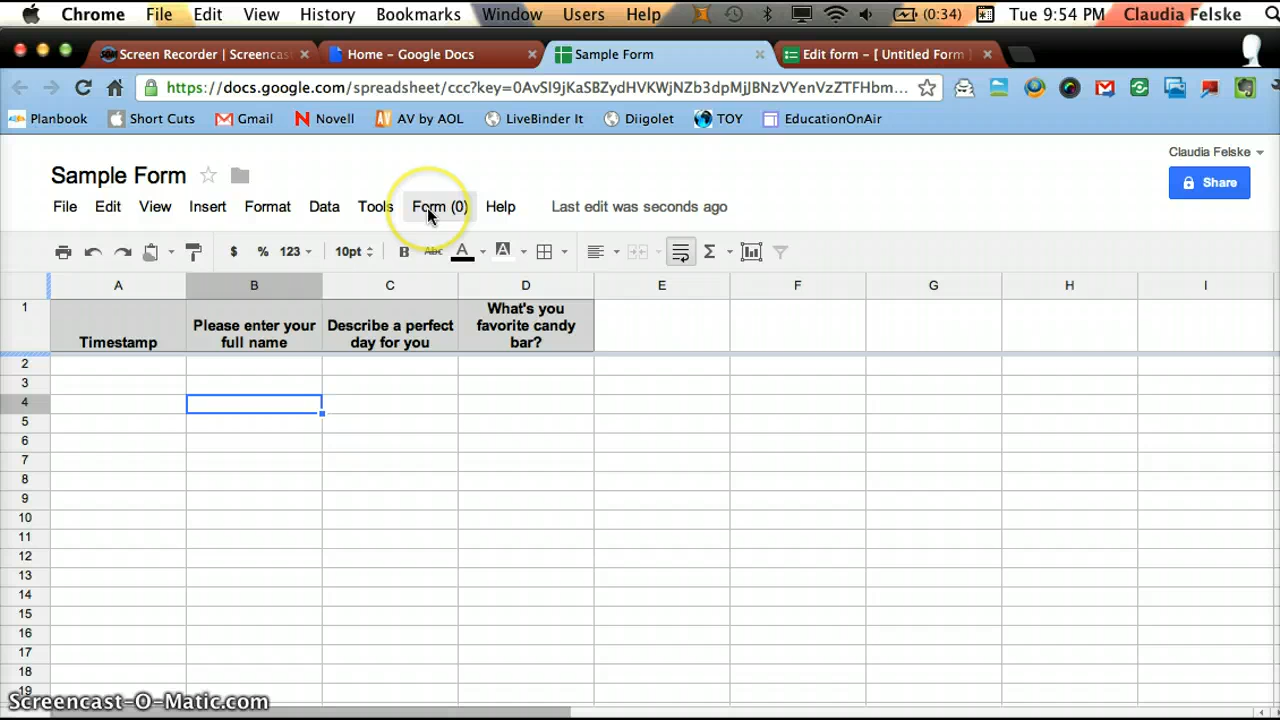 Chrome File Edit View History Bookmarks Window Users Help (0:34) Tue 9:54 PM Claudia Felske
Screen Recorder | Screencast Home – Google Docs Sample Form Edit form – [ Untitled Form ]
https://docs.google.com/spreadsheet/ccc?key=0AvSI9jKaSBZydHVKWjNZb3dpMjJBNzVYenVzZTFHbm...
Planbook Short Cuts Gmail Novell AV by AOL LiveBinder It Diigolet TOY EducationOnAir
Claudia Felske
Sample Form
Share
File Edit View Insert Format Data Tools Form (0) Help Last edit was seconds ago
$ % 123 10pt B Abc A A Σ
A B C D E F G H I
1 Timestamp Please enter your full name Describe a perfect day for you What's you favorite candy bar?
2
3
4
5
6
7
8
9
10
11
12
13
14
15
16
17
18
19
Screencast-O-Matic.com